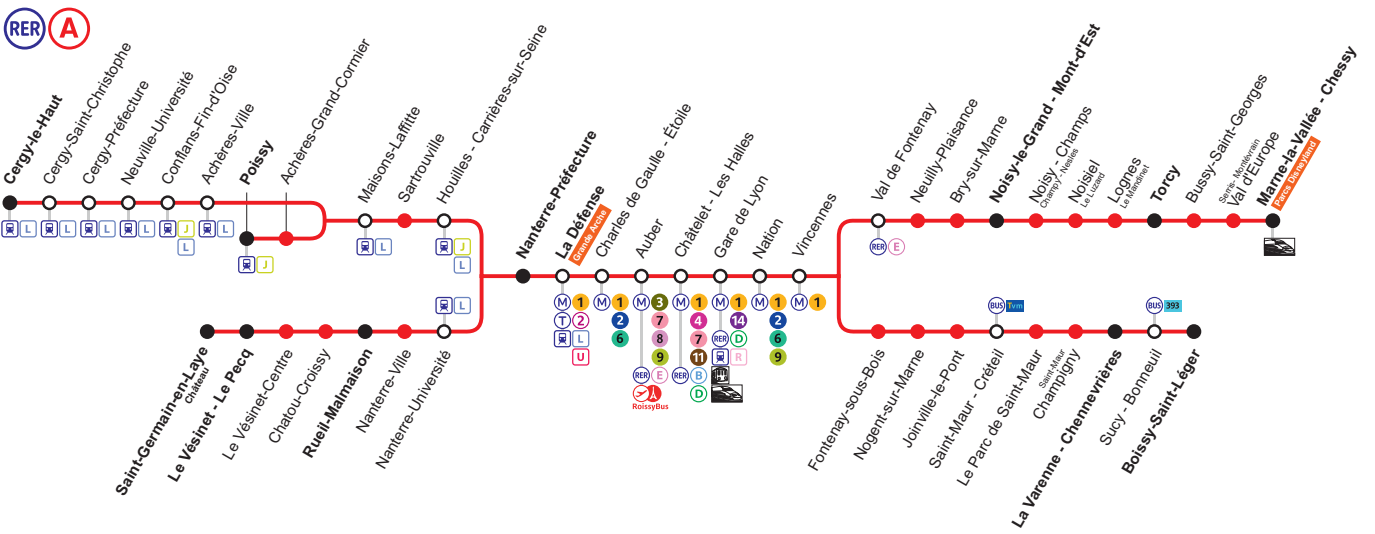 RER A
Cergy-le-Haut
Cergy-Saint-Christophe
Cergy-Préfecture
Neuville-Université
Conflans-Fin-d'Oise
Achères-Ville
Poissy
Achères-Grand-Cormier
Maisons-Laffitte
Sartrouville
Houilles - Carrières-sur-Seine
L
L
L
L
J
L
L
J
L
J
L
Saint-Germain-en-Laye
Château
Le Vésinet - Le Pecq
Le Vésinet-Centre
Chatou-Croissy
Rueil-Malmaison
Nanterre-Ville
Nanterre-Université
L
Nanterre-Préfecture
La Défense
Grande Arche
Charles de Gaulle - Étoile
Auber
Châtelet - Les Halles
Gare de Lyon
Nation
Vincennes
M 1
T 2
L
U
M 1
2
6
M 3
7
8
9
RER E
RoissyBus
M 1
4
7
11
RER B
D
M 1
14
RER D
R
M 1
2
6
9
M 1
Val de Fontenay
Neuilly-Plaisance
Bry-sur-Marne
Noisy-le-Grand - Mont-d'Est
Noisy - Champs
Champy - Nesles
Noisiel
Le Luzard
Lognes
Le Mandinet
Torcy
Bussy-Saint-Georges
Serris - Montévrain
Val d'Europe
Marne-la-Vallée - Chessy
Parcs Disneyland
RER E
Fontenay-sous-Bois
Nogent-sur-Marne
Joinville-le-Pont
Saint-Maur - Créteil
Le Parc de Saint-Maur
Saint-Maur
Champigny
La Varenne - Chennevières
Sucy - Bonneuil
Boissy-Saint-Léger
BUS Tvm
BUS 393